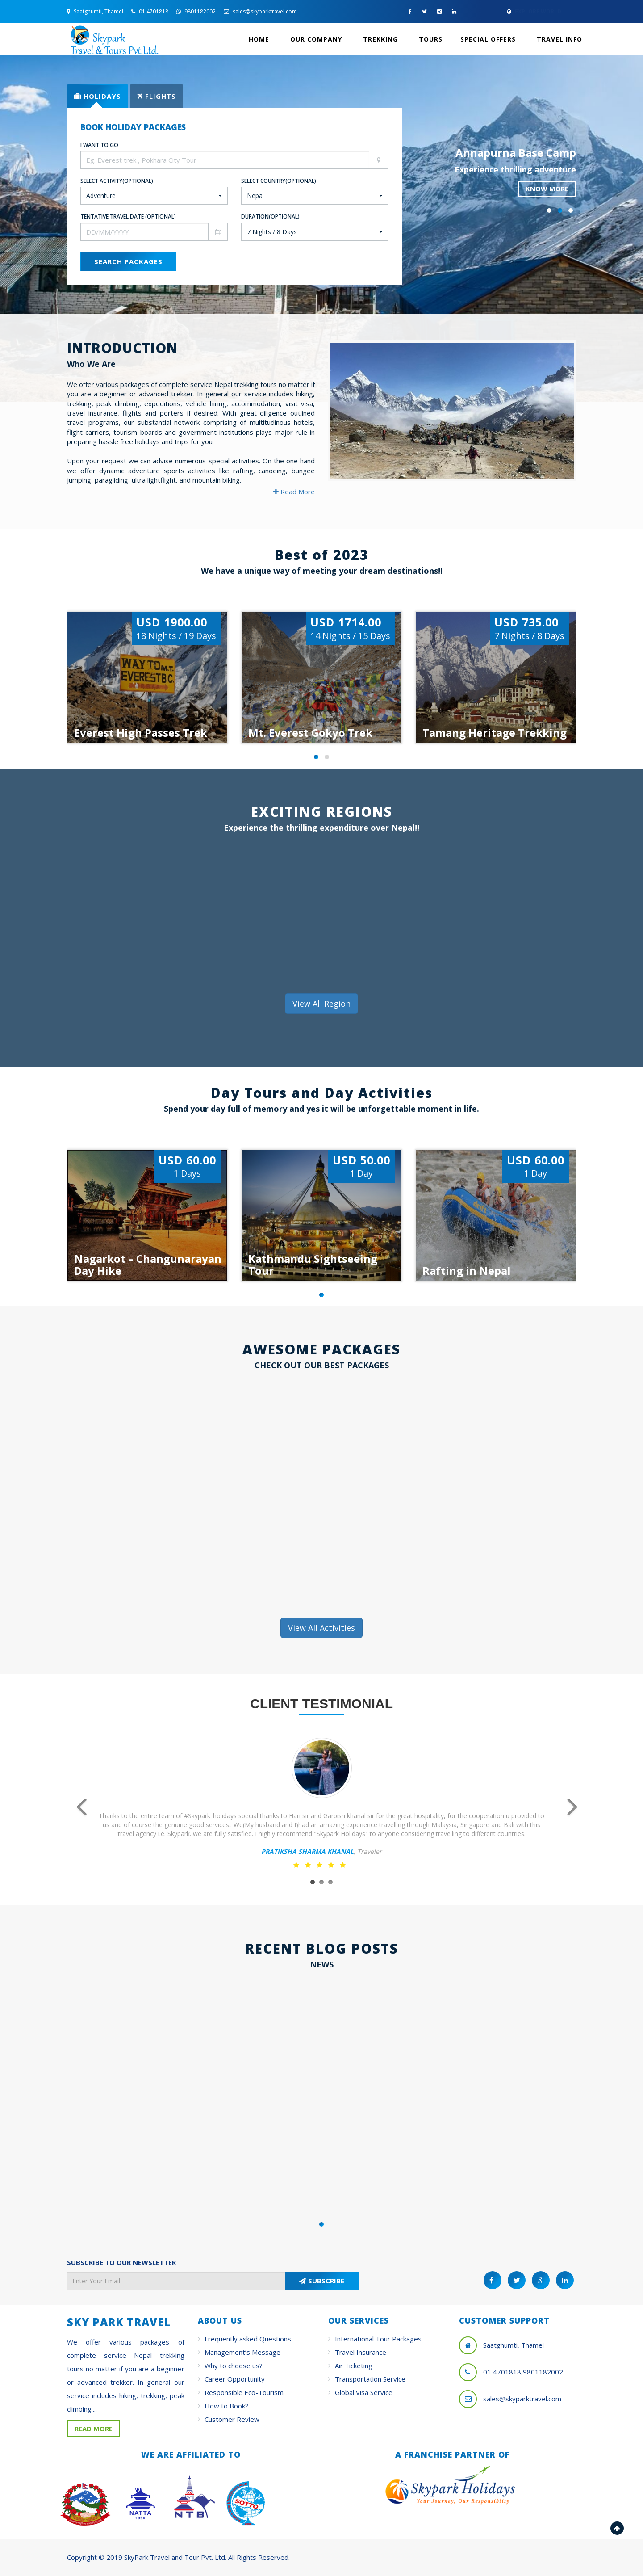 Saatghumti, Thamel 01 4701818 9801182002 sales@skyparktravel.com
Skypark
Travel & Tours Pvt.Ltd.
HOME OUR COMPANY TREKKING TOURS SPECIAL OFFERS TRAVEL INFO
HOLIDAYS FLIGHTS
BOOK HOLIDAY PACKAGES
I WANT TO GO
Eg. Everest trek , Pokhara City Tour
SELECT ACTIVITY(OPTIONAL) SELECT COUNTRY(OPTIONAL)
Adventure Nepal
TENTATIVE TRAVEL DATE (OPTIONAL) DURATION(OPTIONAL)
DD/MM/YYYY 7 Nights / 8 Days
SEARCH PACKAGES
Annapurna Base Camp
Experience thrilling adventure
KNOW MORE
INTRODUCTION
Who We Are
We offer various packages of complete service Nepal trekking tours no matter if
you are a beginner or advanced trekker. In general our service includes hiking,
trekking, peak climbing, expeditions, vehicle hiring, accommodation, visit visa,
travel insurance, flights and porters if desired. With great diligence outlined
travel programs, our substantial network comprising of multitudinous hotels,
flight carriers, tourism boards and government institutions plays major rule in
preparing hassle free holidays and trips for you.
Upon your request we can advise numerous special activities. On the one hand
we offer dynamic adventure sports activities like rafting, canoeing, bungee
jumping, paragliding, ultra lightflight, and mountain biking.
Read More
Best of 2023
We have a unique way of meeting your dream destinations!!
USD 1900.00
18 Nights / 19 Days
WAY TO MT.
EVEREST B.C.
Everest High Passes Trek
USD 1714.00
14 Nights / 15 Days
Mt. Everest Gokyo Trek
USD 735.00
7 Nights / 8 Days
Tamang Heritage Trekking
EXCITING REGIONS
Experience the thrilling expenditure over Nepal!!
View All Region
Day Tours and Day Activities
Spend your day full of memory and yes it will be unforgettable moment in life.
USD 60.00
1 Days
Nagarkot – Changunarayan
Day Hike
USD 50.00
1 Day
Kathmandu Sightseeing
Tour
USD 60.00
1 Day
Rafting in Nepal
AWESOME PACKAGES
CHECK OUT OUR BEST PACKAGES
View All Activities
CLIENT TESTIMONIAL
Thanks to the entire team of #Skypark_holidays special thanks to Hari sir and Garbish khanal sir for the great hospitality, for the cooperation u provided to
us and of course the genuine good services.. We(My husband and I)had an amazing experience travelling through Malaysia, Singapore and Bali with this
travel agency i.e. Skypark. we are fully satisfied. I highly recommend "Skypark Holidays" to anyone considering travelling to different countries.
PRATIKSHA SHARMA KHANAL, Traveler
RECENT BLOG POSTS
NEWS
SUBSCRIBE TO OUR NEWSLETTER
Enter Your Email SUBSCRIBE
SKY PARK TRAVEL
We offer various packages of
complete service Nepal trekking
tours no matter if you are a beginner
or advanced trekker. In general our
service includes hiking, trekking, peak
climbing....
READ MORE
ABOUT US
Frequently asked Questions
Management's Message
Why to choose us?
Career Opportunity
Responsible Eco-Tourism
How to Book?
Customer Review
OUR SERVICES
International Tour Packages
Travel Insurance
Air Ticketing
Transportation Service
Global Visa Service
CUSTOMER SUPPORT
Saatghumti, Thamel
01 4701818,9801182002
sales@skyparktravel.com
WE ARE AFFILIATED TO
NATTA
NTB
SOTTO
A FRANCHISE PARTNER OF
Skypark Holidays
Your Journey, Our Responsiblity
Copyright © 2019 SkyPark Travel and Tour Pvt. Ltd. All Rights Reserved.